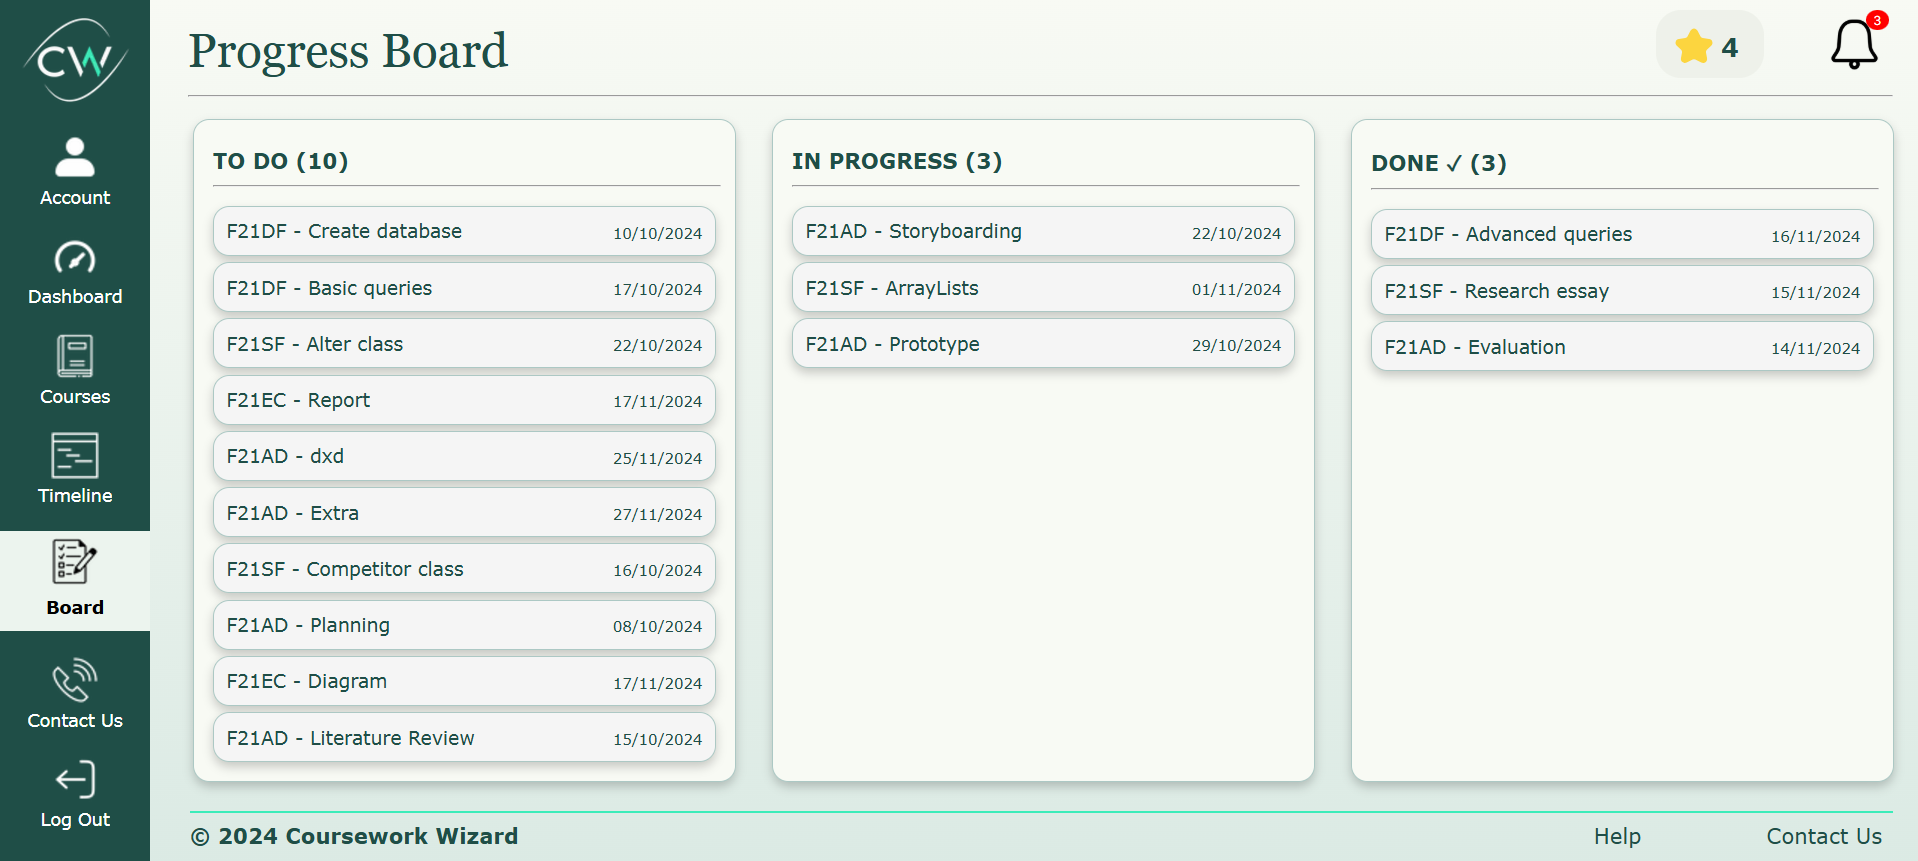 CW
Account
Dashboard
Courses
Timeline
Board
Contact Us
Log Out
Progress Board
4
3
TO DO (10)
F21DF - Create database 10/10/2024
F21DF - Basic queries 17/10/2024
F21SF - Alter class 22/10/2024
F21EC - Report 17/11/2024
F21AD - dxd 25/11/2024
F21AD - Extra 27/11/2024
F21SF - Competitor class 16/10/2024
F21AD - Planning 08/10/2024
F21EC - Diagram 17/11/2024
F21AD - Literature Review 15/10/2024
IN PROGRESS (3)
F21AD - Storyboarding 22/10/2024
F21SF - ArrayLists 01/11/2024
F21AD - Prototype 29/10/2024
DONE ✓ (3)
F21DF - Advanced queries 16/11/2024
F21SF - Research essay 15/11/2024
F21AD - Evaluation 14/11/2024
© 2024 Coursework Wizard
Help
Contact Us